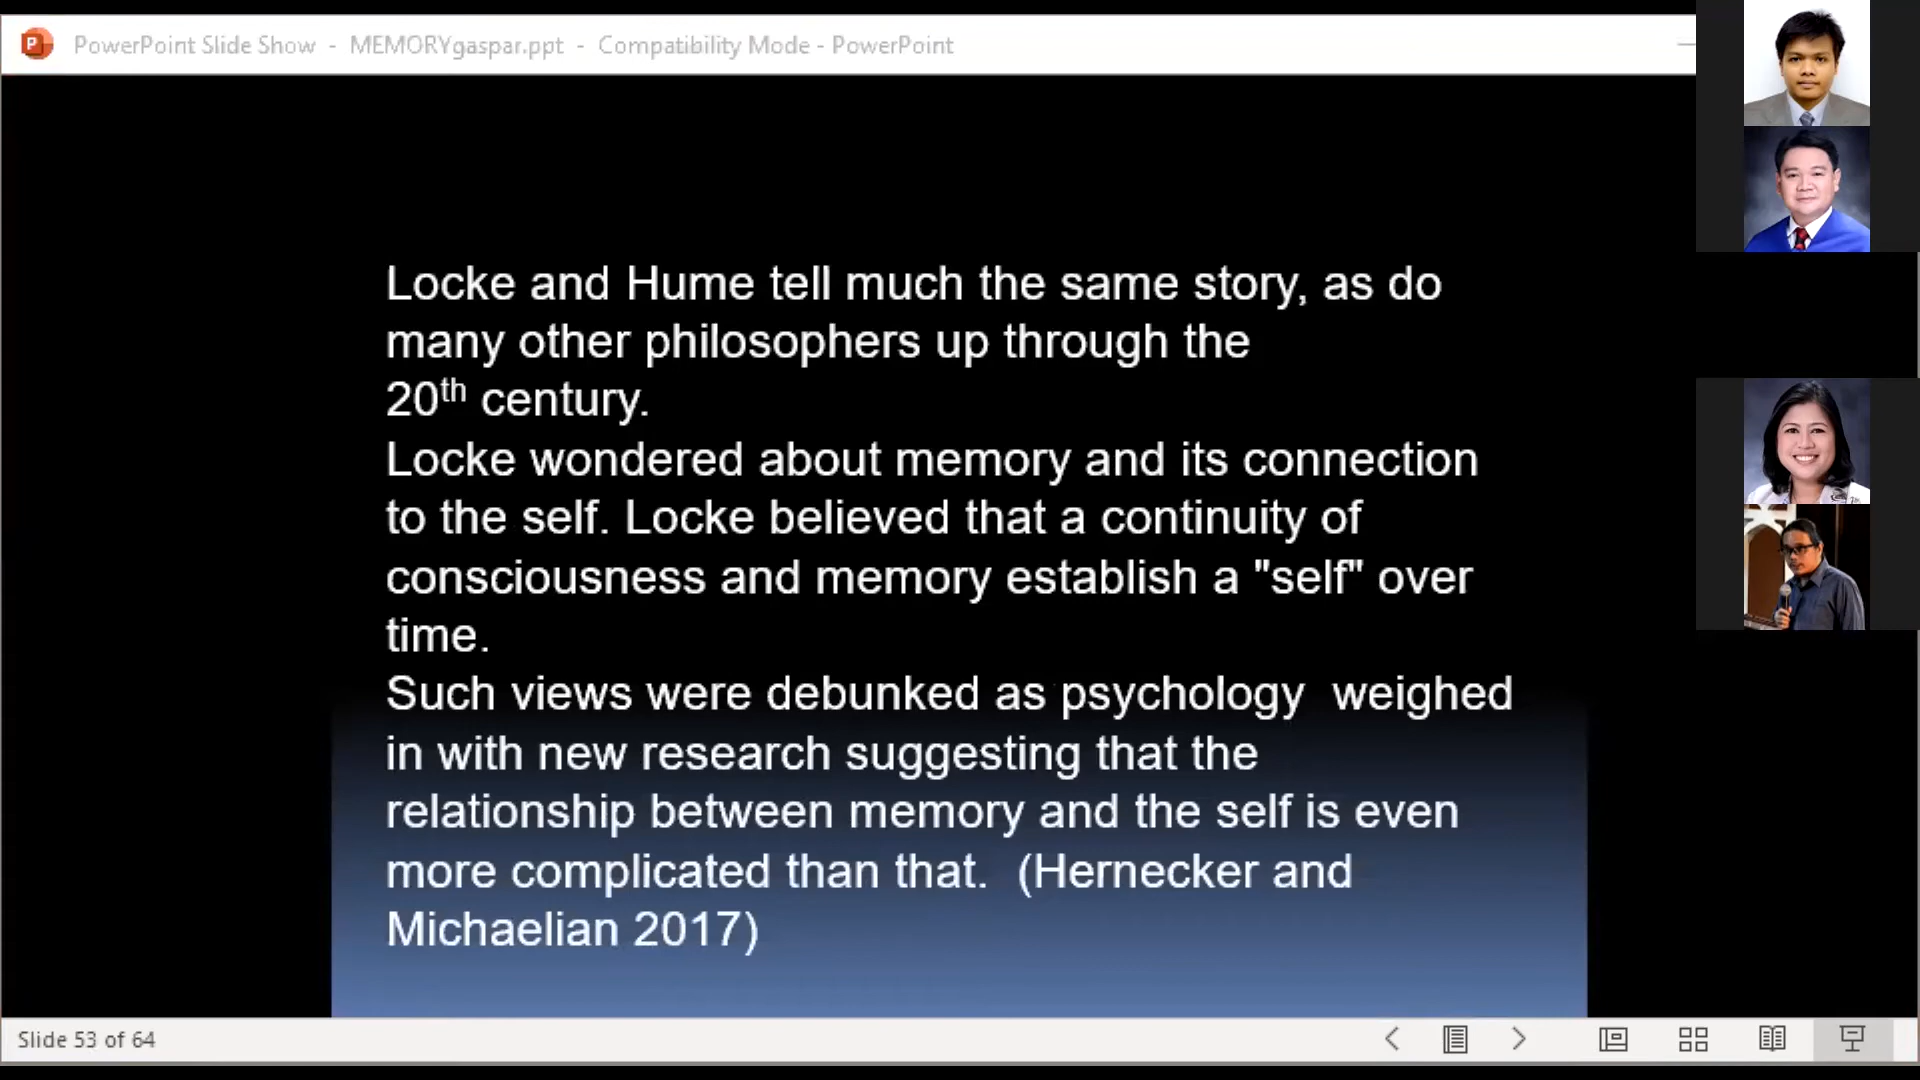 P PowerPoint Slide Show - MEMORYgaspar.ppt - Compatibility Mode - PowerPoint
Locke and Hume tell much the same story, as do
many other philosophers up through the
20th century.
Locke wondered about memory and its connection
to the self. Locke believed that a continuity of
consciousness and memory establish a "self" over
time.
Such views were debunked as psychology weighed
in with new research suggesting that the
relationship between memory and the self is even
more complicated than that. (Hernecker and
Michaelian 2017)
Slide 53 of 64